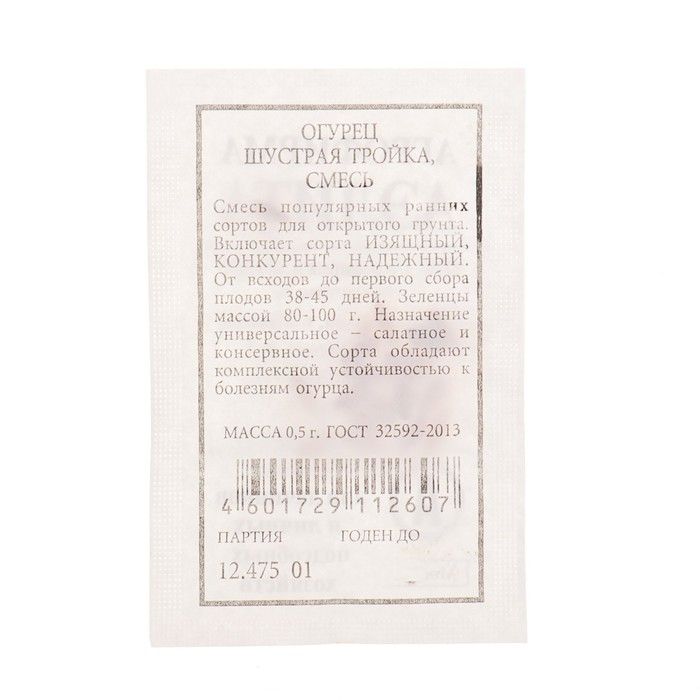 ОГУРЕЦ
ШУСТРАЯ ТРОЙКА,
СМЕСЬ
Смесь популярных ранних
сортов для открытого грунта.
Включает сорта ИЗЯЩНЫЙ,
КОНКУРЕНТ, НАДЕЖНЫЙ.
От всходов до первого сбора
плодов 38-45 дней. Зеленцы
массой 80-100 г. Назначение
универсальное – салатное и
консервное. Сорта обладают
комплексной устойчивостью к
болезням огурца.
МАССА 0,5 г. ГОСТ 32592-2013
4 601729 112607
ПАРТИЯ ГОДЕН ДО
12.475 01